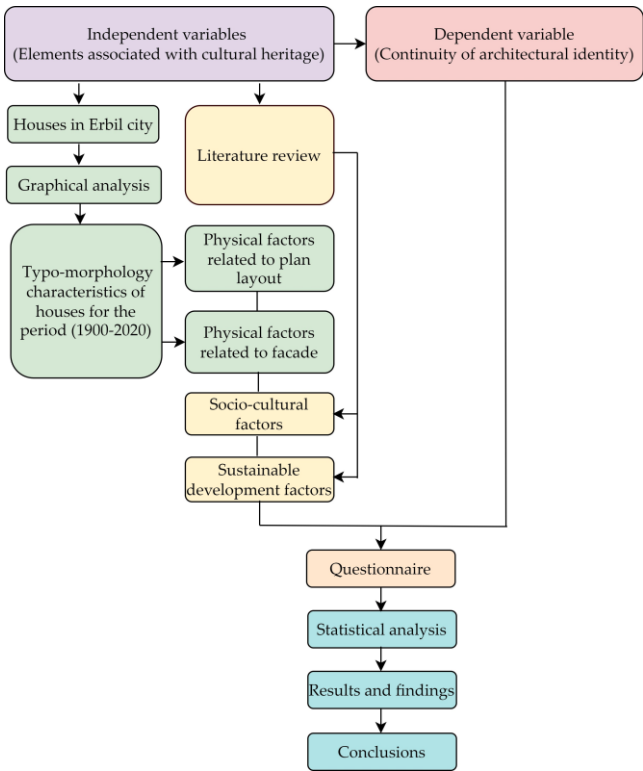 Independent variables
(Elements associated with cultural heritage)
Dependent variable
(Continuity of architectural identity)
Houses in Erbil city
Literature review
Graphical analysis
Typo-morphology
characteristics of
houses for the
period (1900-2020)
Physical factors
related to plan
layout
Physical factors
related to facade
Socio-cultural
factors
Sustainable
development factors
Questionnaire
Statistical analysis
Results and findings
Conclusions